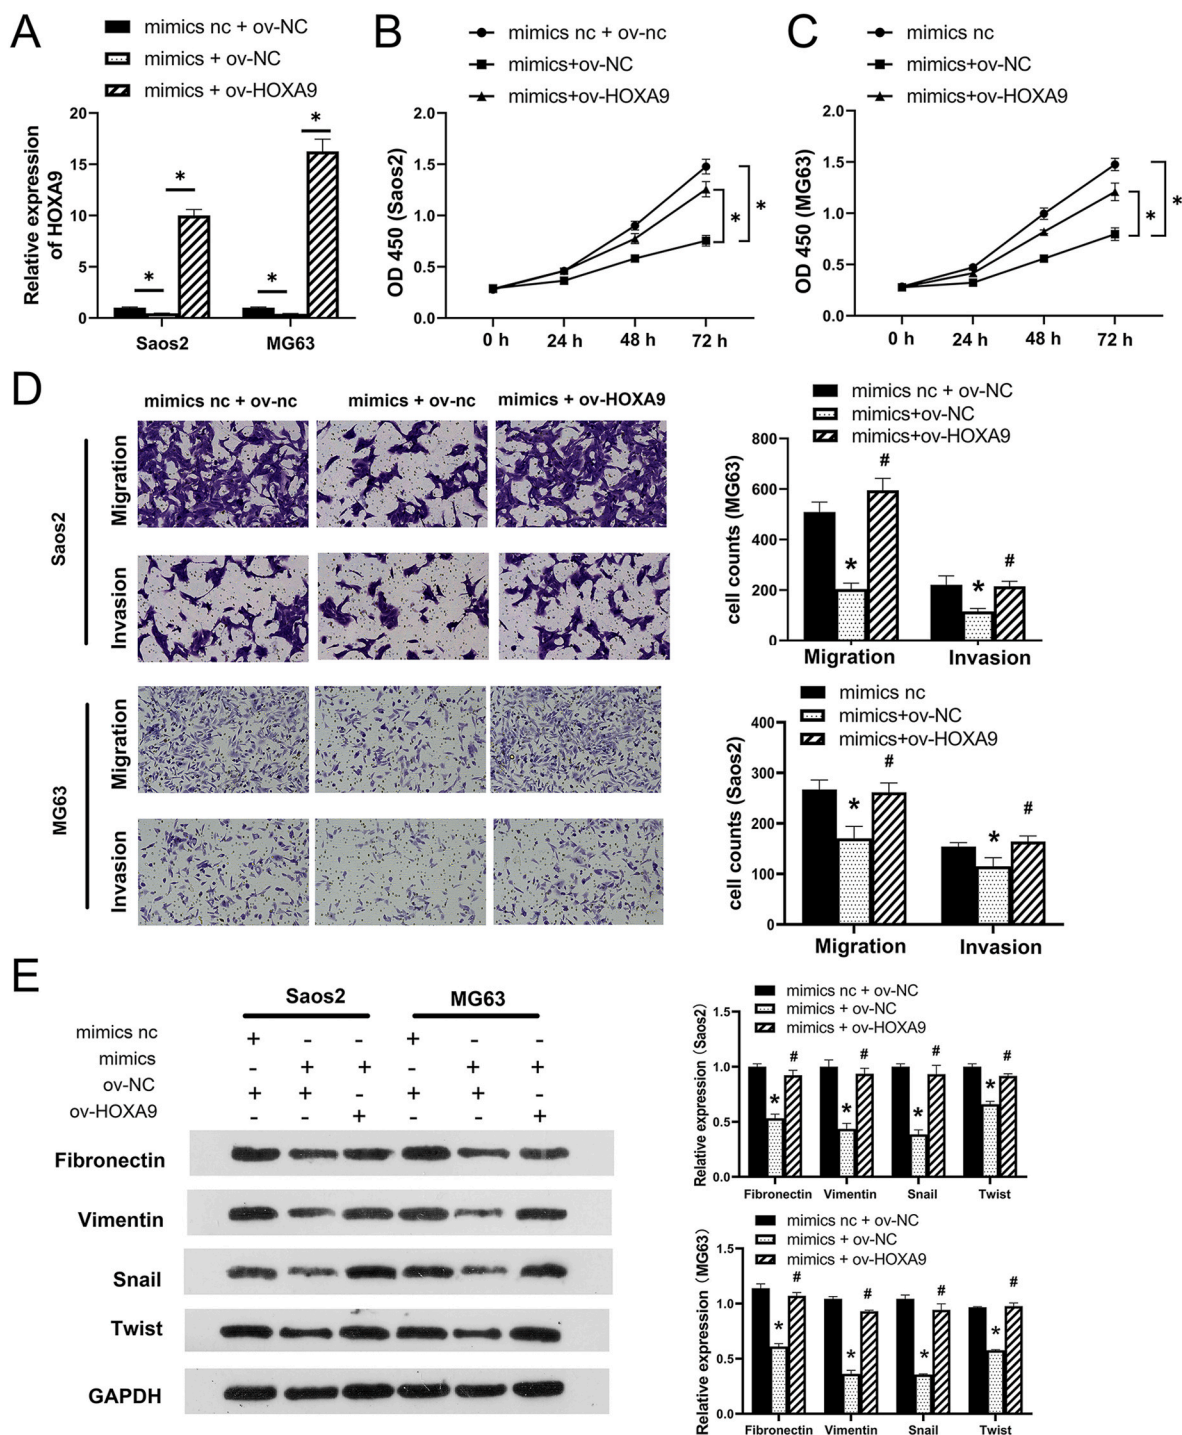 A
mimics nc + ov-NC
mimics + ov-NC
mimics + ov-HOXA9
Relative expression
of HOXA9
20
15
10
5
0
*
*
*
*
Saos2
MG63
B
mimics nc + ov-nc
mimics+ov-NC
mimics+ov-HOXA9
OD 450 (Saos2)
2.0
1.5
1.0
0.5
0.0
*
*
0 h
24 h
48 h
72 h
C
mimics nc
mimics+ov-NC
mimics+ov-HOXA9
OD 450 (MG63)
2.0
1.5
1.0
0.5
0.0
*
*
0 h
24 h
48 h
72 h
D
mimics nc + ov-nc
mimics + ov-nc
mimics + ov-HOXA9
Saos2
Migration
Invasion
MG63
Migration
Invasion
mimics nc + ov-NC
mimics+ov-NC
mimics+ov-HOXA9
cell counts (MG63)
800
600
400
200
0
*
#
*
#
Migration
Invasion
mimics nc
mimics+ov-NC
mimics+ov-HOXA9
cell counts (Saos2)
400
300
200
100
0
*
#
*
#
Migration
Invasion
E
Saos2
MG63
mimics nc + - - + - -
mimics - + + - + +
ov-NC + + - + + -
ov-HOXA9 - - + - - +
Fibronectin
Vimentin
Snail
Twist
GAPDH
mimics nc + ov-NC
mimics + ov-NC
mimics + ov-HOXA9
Relative expression (Saos2)
1.5
1.0
0.5
0.0
*
#
*
#
*
#
*
#
Fibronectin
Vimentin
Snail
Twist
mimics nc + ov-NC
mimics + ov-NC
mimics + ov-HOXA9
Relative expression (MG63)
1.5
1.0
0.5
0.0
*
#
*
#
*
#
*
#
Fibronectin
Vimentin
Snail
Twist